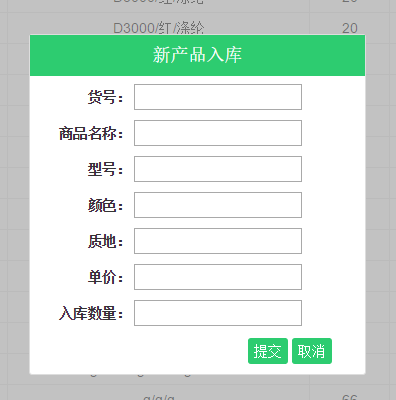 D3000/红/涤纶 20
新产品入库
货号：
商品名称：
型号：
颜色：
质地：
单价：
入库数量：
提交 取消
q/q/q 66